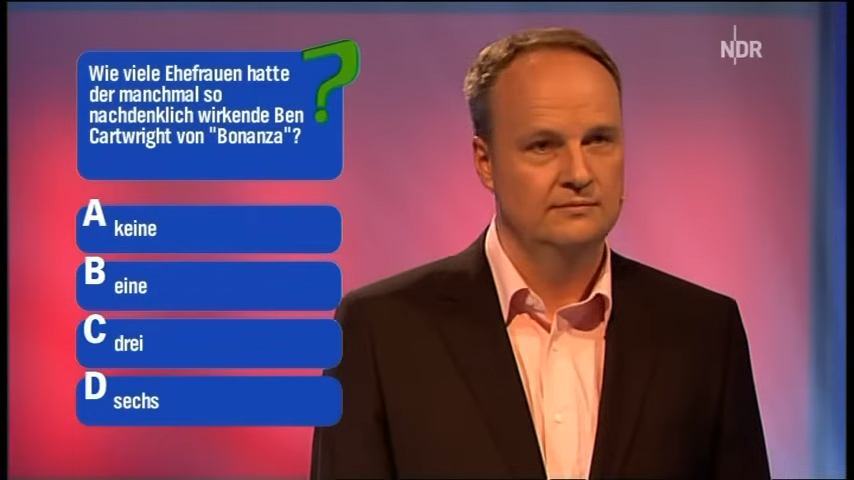 NDR
Wie viele Ehefrauen hatte
der manchmal so
nachdenklich wirkende Ben
Cartwright von "Bonanza"?
?
A keine
B eine
C drei
D sechs